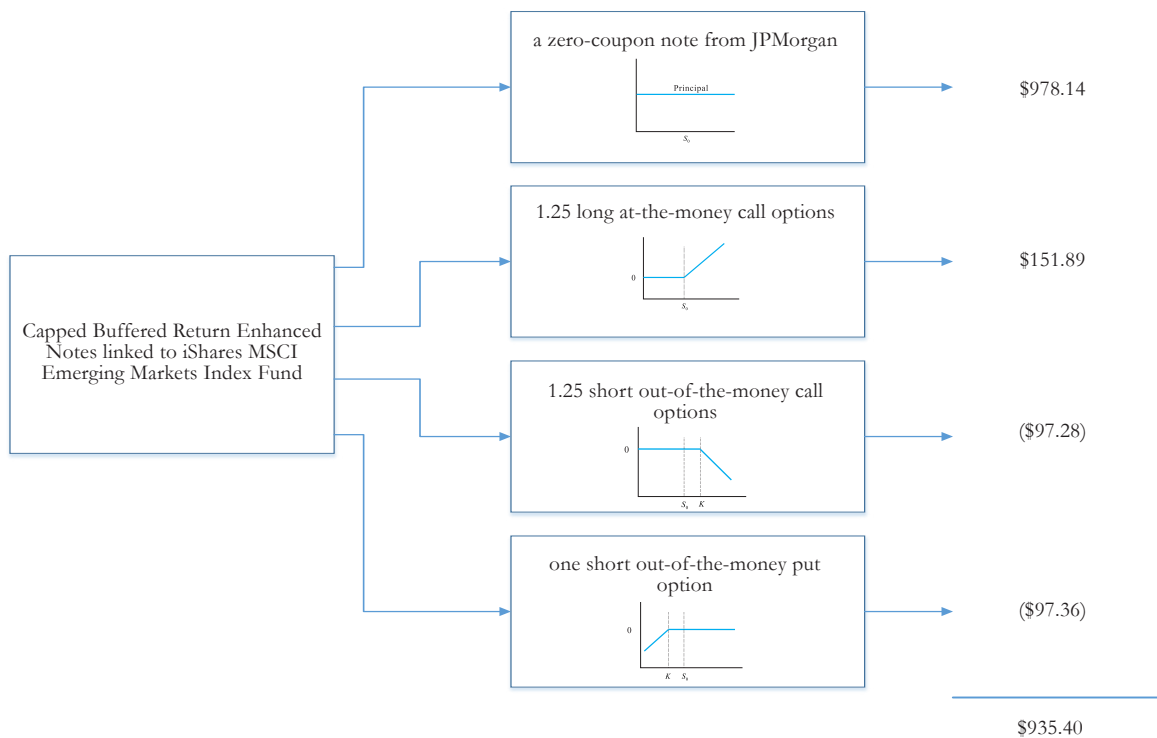 a zero-coupon note from JPMorgan
Principal
S₀
$978.14
1.25 long at-the-money call options
0
S₀
$151.89
Capped Buffered Return Enhanced
Notes linked to iShares MSCI
Emerging Markets Index Fund
1.25 short out-of-the-money call
options
0
S₀ K
($97.28)
one short out-of-the-money put
option
0
K S₀
($97.36)
$935.40